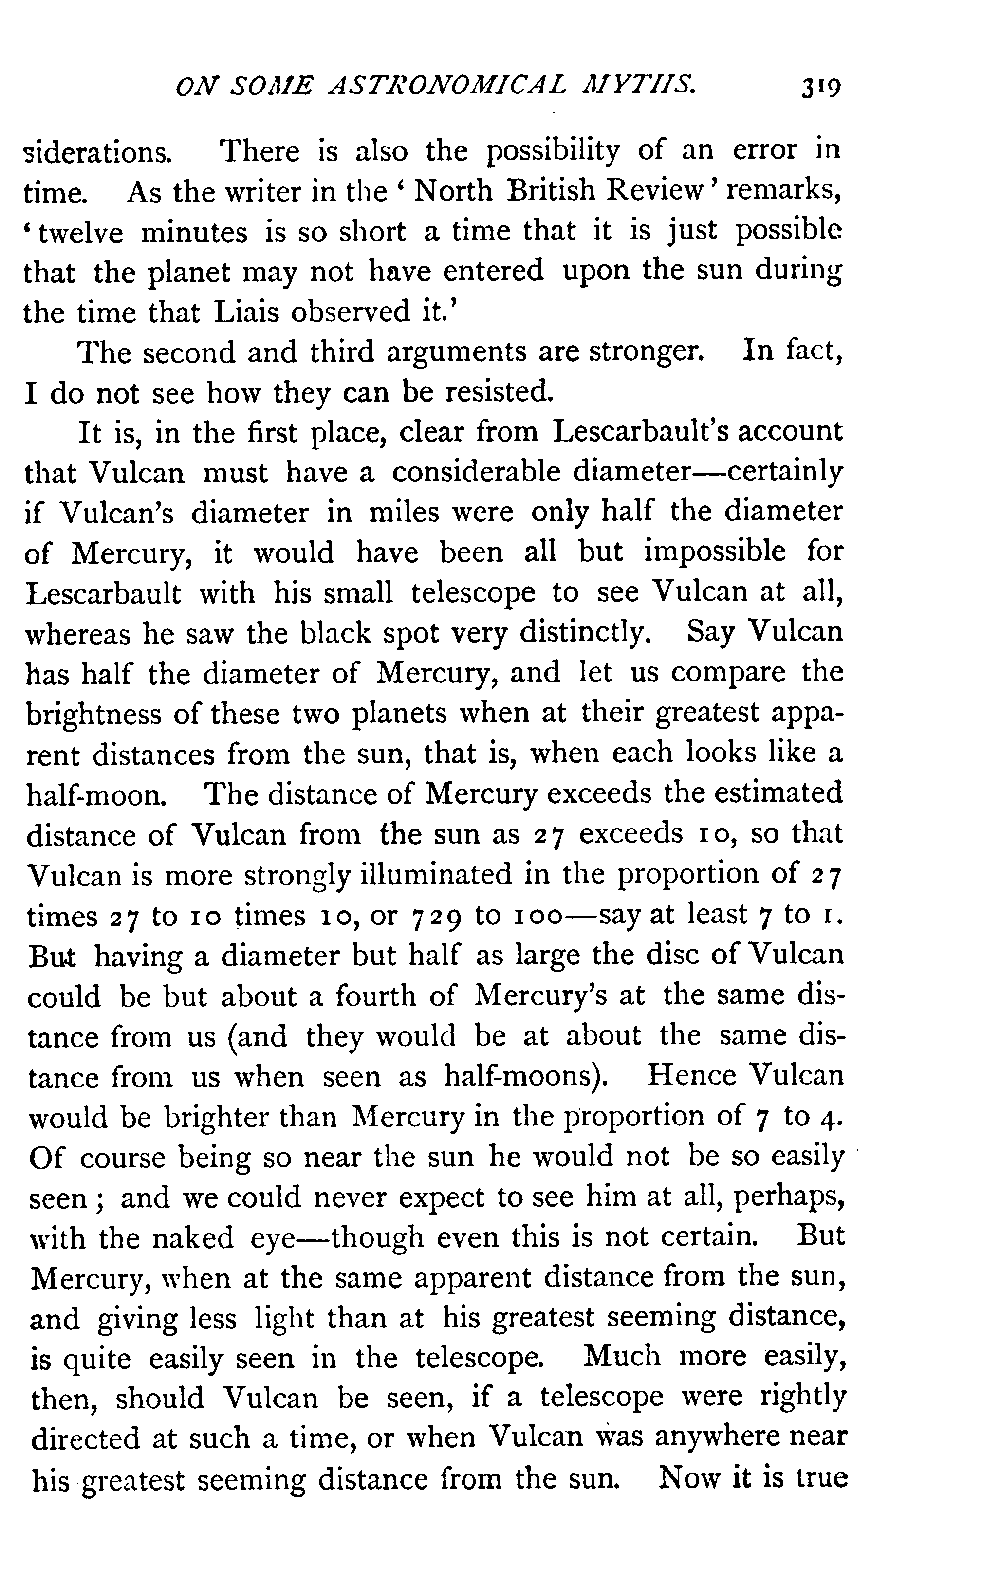 ON SOME ASTRONOMICAL MYTHS. 319
siderations. There is also the possibility of an error in
time. As the writer in the ‘ North British Review ’ remarks,
‘ twelve minutes is so short a time that it is just possible
that the planet may not have entered upon the sun during
the time that Liais observed it.’
The second and third arguments are stronger. In fact,
I do not see how they can be resisted.
It is, in the first place, clear from Lescarbault’s account
that Vulcan must have a considerable diameter—certainly
if Vulcan’s diameter in miles were only half the diameter
of Mercury, it would have been all but impossible for
Lescarbault with his small telescope to see Vulcan at all,
whereas he saw the black spot very distinctly. Say Vulcan
has half the diameter of Mercury, and let us compare the
brightness of these two planets when at their greatest appa-
rent distances from the sun, that is, when each looks like a
half-moon. The distance of Mercury exceeds the estimated
distance of Vulcan from the sun as 27 exceeds 10, so that
Vulcan is more strongly illuminated in the proportion of 27
times 27 to 10 times 10, or 729 to 100—say at least 7 to 1.
But having a diameter but half as large the disc of Vulcan
could be but about a fourth of Mercury’s at the same dis-
tance from us (and they would be at about the same dis-
tance from us when seen as half-moons). Hence Vulcan
would be brighter than Mercury in the proportion of 7 to 4.
Of course being so near the sun he would not be so easily
seen ; and we could never expect to see him at all, perhaps,
with the naked eye—though even this is not certain. But
Mercury, when at the same apparent distance from the sun,
and giving less light than at his greatest seeming distance,
is quite easily seen in the telescope. Much more easily,
then, should Vulcan be seen, if a telescope were rightly
directed at such a time, or when Vulcan was anywhere near
his greatest seeming distance from the sun. Now it is true